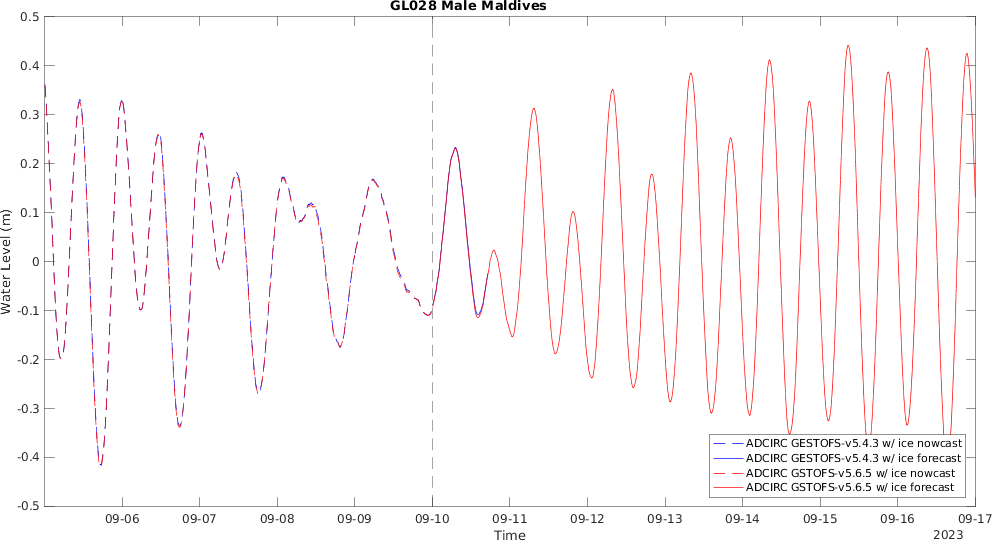 GL028 Male Maldives
0.5
0.4
0.3
0.2
0.1
0
-0.1
-0.2
-0.3
-0.4
-0.5
Water Level (m)
ADCIRC GESTOFS-v5.4.3 w/ ice nowcast
ADCIRC GESTOFS-v5.4.3 w/ ice forecast
ADCIRC GSTOFS-v5.6.5 w/ ice nowcast
ADCIRC GSTOFS-v5.6.5 w/ ice forecast
09-06 09-07 09-08 09-09 09-10 09-11 09-12 09-13 09-14 09-15 09-16 09-17
Time
2023